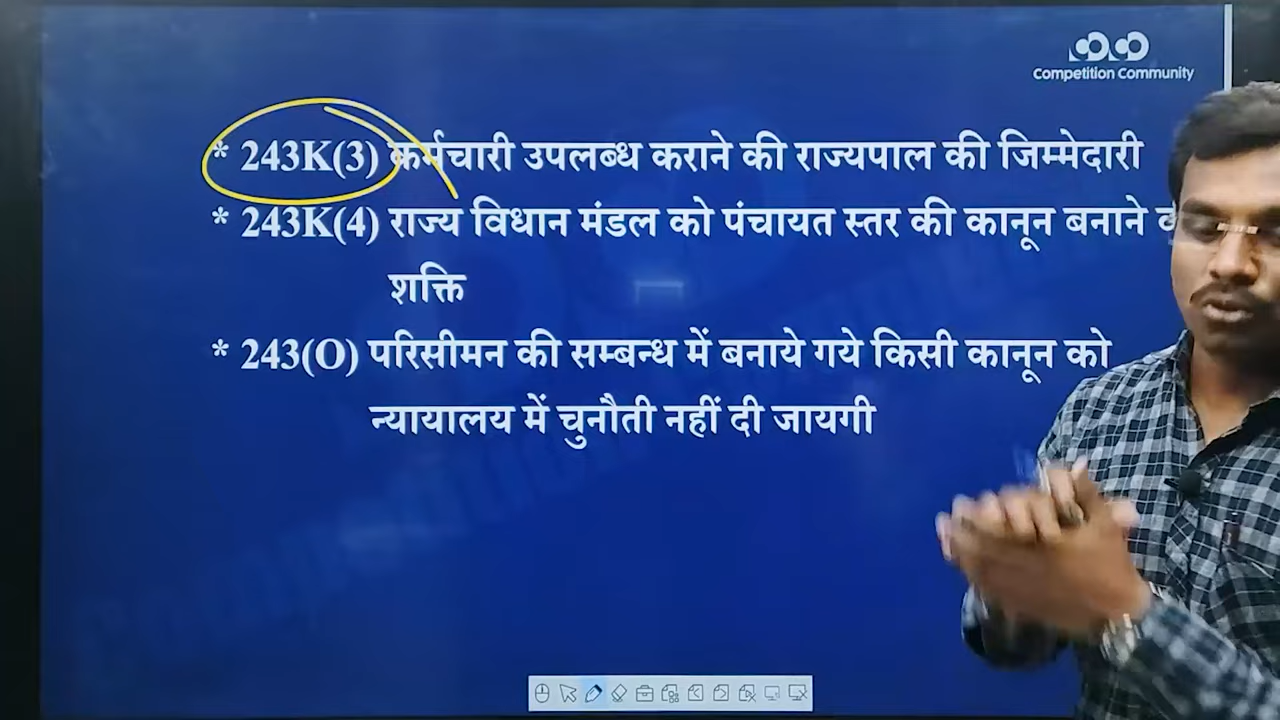 Competition Community
* 243K(3) कर्मचारी उपलब्ध कराने की राज्यपाल की जिम्मेदारी
* 243K(4) राज्य विधान मंडल को पंचायत स्तर की कानून बनाने
शक्ति
* 243(O) परिसीमन की सम्बन्ध में बनाये गये किसी कानून को
न्यायालय में चुनौती नहीं दी जायगी